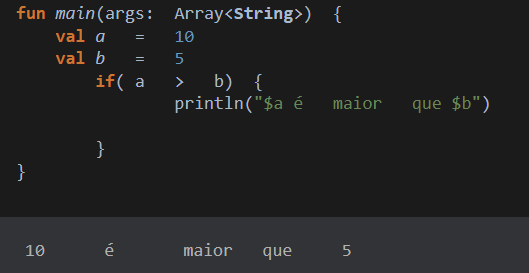 fun main(args: Array<String>) {
val a = 10
val b = 5
if( a > b) {
println("$a é maior que $b")
}
}
10 é maior que 5